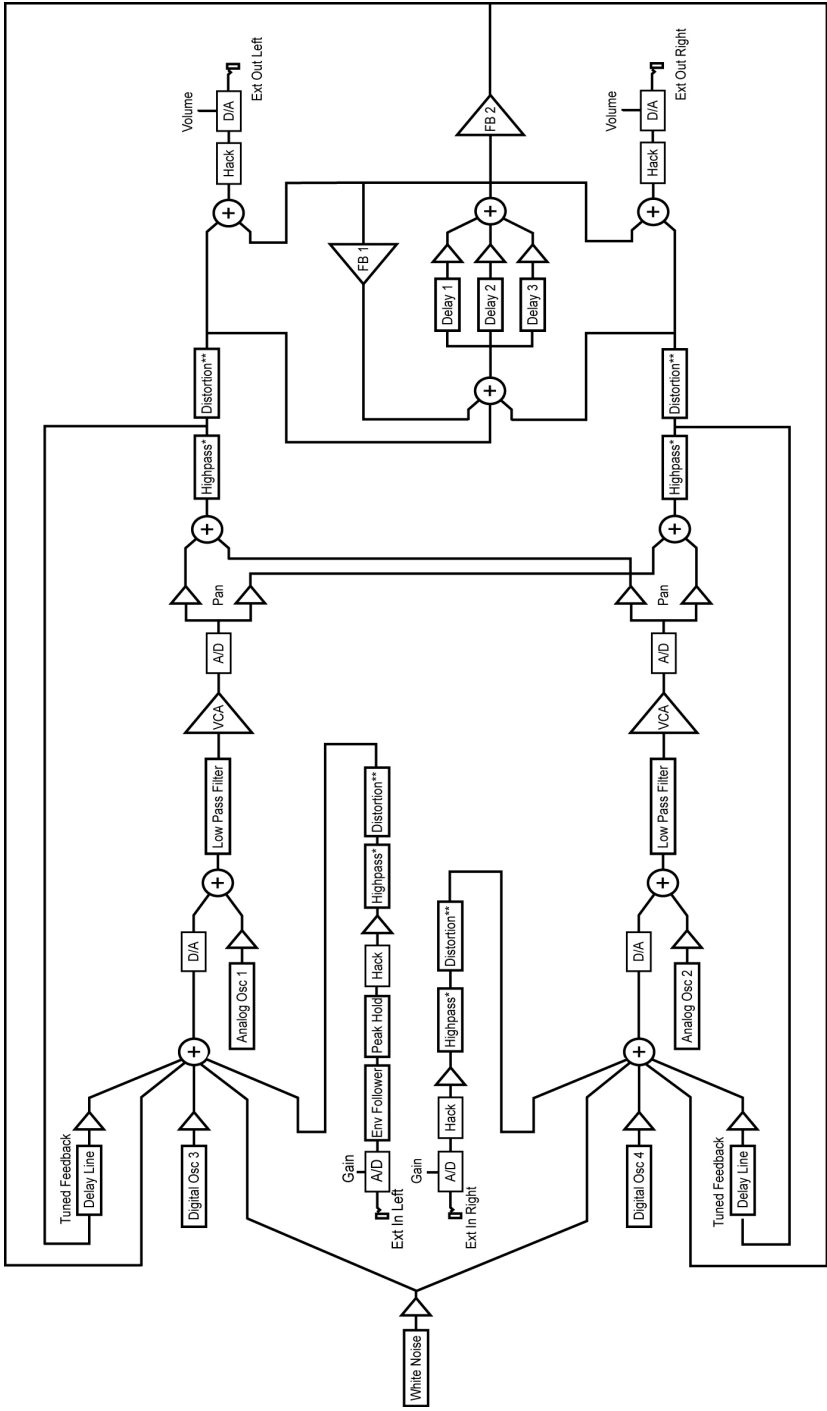 White Noise
Tuned Feedback
Delay Line
Digital Osc 3
+
D/A
Analog Osc 1
+
Low Pass Filter
VCA
A/D
Pan
+
Highpass*
Distortion**
+
Hack
D/A
Volume
Ext Out Left
Ext In Left
Gain
A/D
Env Follower
Peak Hold
Hack
Highpass*
Distortion**
Ext In Right
Gain
A/D
Hack
Highpass*
Distortion**
+
Delay 1
Delay 2
Delay 3
+
FB 1
FB 2
Digital Osc 4
Tuned Feedback
Delay Line
+
D/A
Analog Osc 2
+
Low Pass Filter
VCA
A/D
Pan
+
Highpass*
Distortion**
+
Hack
D/A
Volume
Ext Out Right